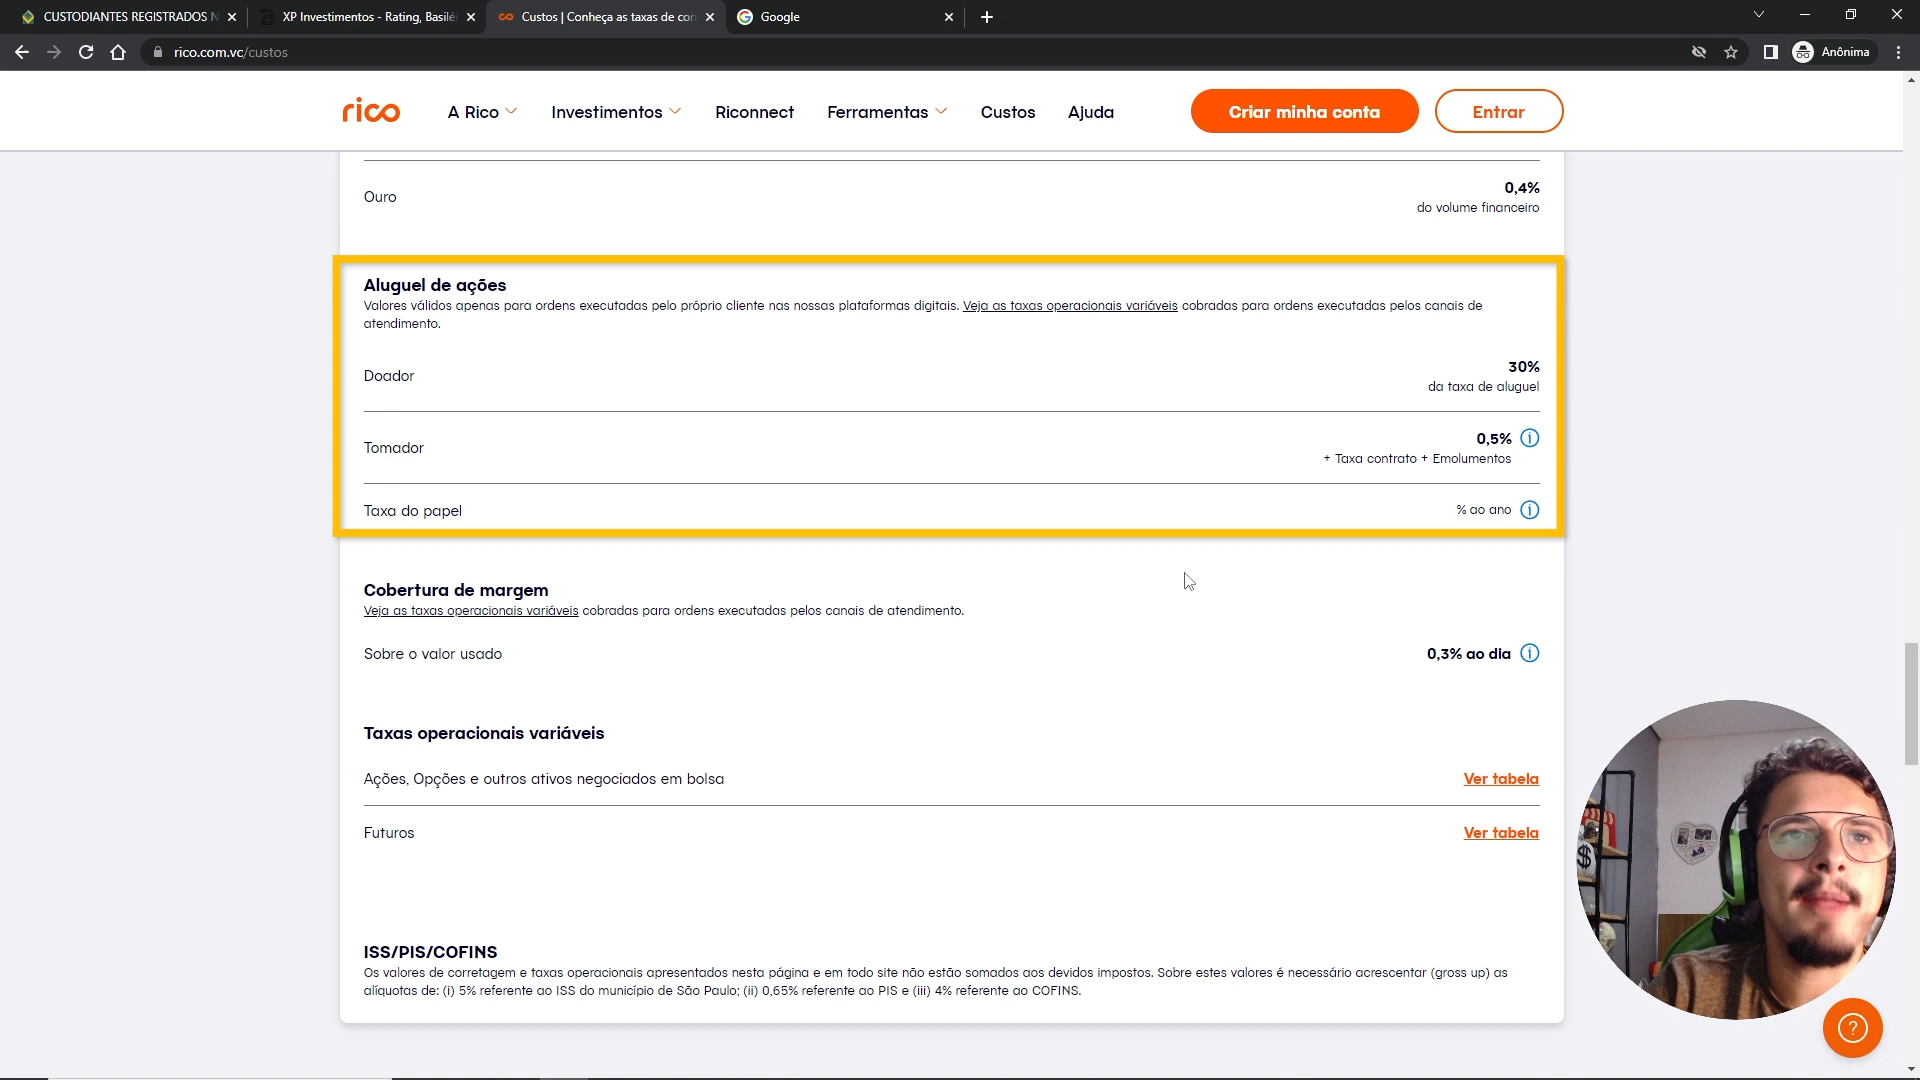 CUSTODIANTES REGISTRADOS N
XP Investimentos - Rating, Basilé
Custos | Conheça as taxas de cor
Google
rico.com.vc/custos
Anônima
rico
A Rico
Investimentos
Riconnect
Ferramentas
Custos
Ajuda
Criar minha conta
Entrar
Ouro
0,4%
do volume financeiro
Aluguel de ações
Valores válidos apenas para ordens executadas pelo próprio cliente nas nossas plataformas digitais. Veja as taxas operacionais variáveis cobradas para ordens executadas pelos canais de
atendimento.
Doador
30%
da taxa de aluguel
Tomador
0,5%
+ Taxa contrato + Emolumentos
Taxa do papel
% ao ano
Cobertura de margem
Veja as taxas operacionais variáveis cobradas para ordens executadas pelos canais de atendimento.
Sobre o valor usado
0,3% ao dia
Taxas operacionais variáveis
Ações, Opções e outros ativos negociados em bolsa
Ver tabela
Futuros
Ver tabela
ISS/PIS/COFINS
Os valores de corretagem e taxas operacionais apresentados nesta página e em todo site não estão somados aos devidos impostos. Sobre estes valores é necessário acrescentar (gross up) as
alíquotas de: (i) 5% referente ao ISS do município de São Paulo; (ii) 0,65% referente ao PIS e (iii) 4% referente ao COFINS.
$
?